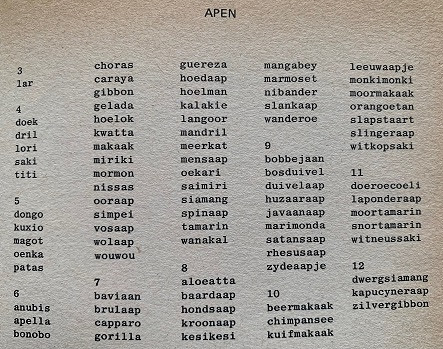 APEN
3
lar
4
doek
dril
lori
saki
titi
5
dongo
kuxio
magot
oenka
patas
6
anubis
apella
bonobo
choras
caraya
gibbon
gelada
hoelok
kwatta
makaak
miriki
mormon
nissas
ooraap
simpei
vosaap
wolaap
wouwou
7
baviaan
brulaap
capparo
gorilla
guereza
hoedaap
hoelman
kalakie
langoor
mandril
meerkat
mensaap
oekari
saimiri
siamang
spinaap
tamarin
wanakal
8
aloeatta
baardaap
hondsaap
kroonaap
kesikesi
mangabey
marmoset
nibander
slankaap
wanderoe
9
bobbejaan
bosduivel
duivelaap
huzaaraap
javaanaap
marimonda
satansaap
rhesusaap
zydeaapje
10
beermakaak
chimpansee
kuifmakaak
leeuwaapje
monkimonki
moormakaak
orangoetan
slapstaart
slingeraap
witkopsaki
11
doeroecoeli
laponderaap
moortamarin
snortamarin
witneussaki
12
dwergsiamang
kapucyneraap
zilvergibbon